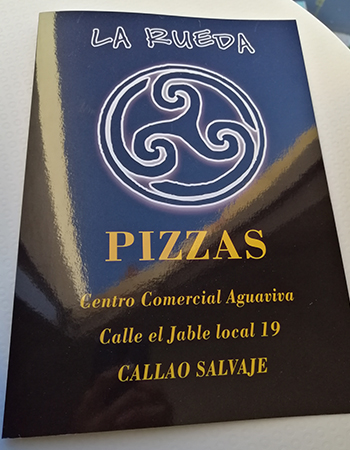 LA RUEDA
PIZZAS
Centro Comercial Aguaviva
Calle el Jable local 19
CALLAO SALVAJE